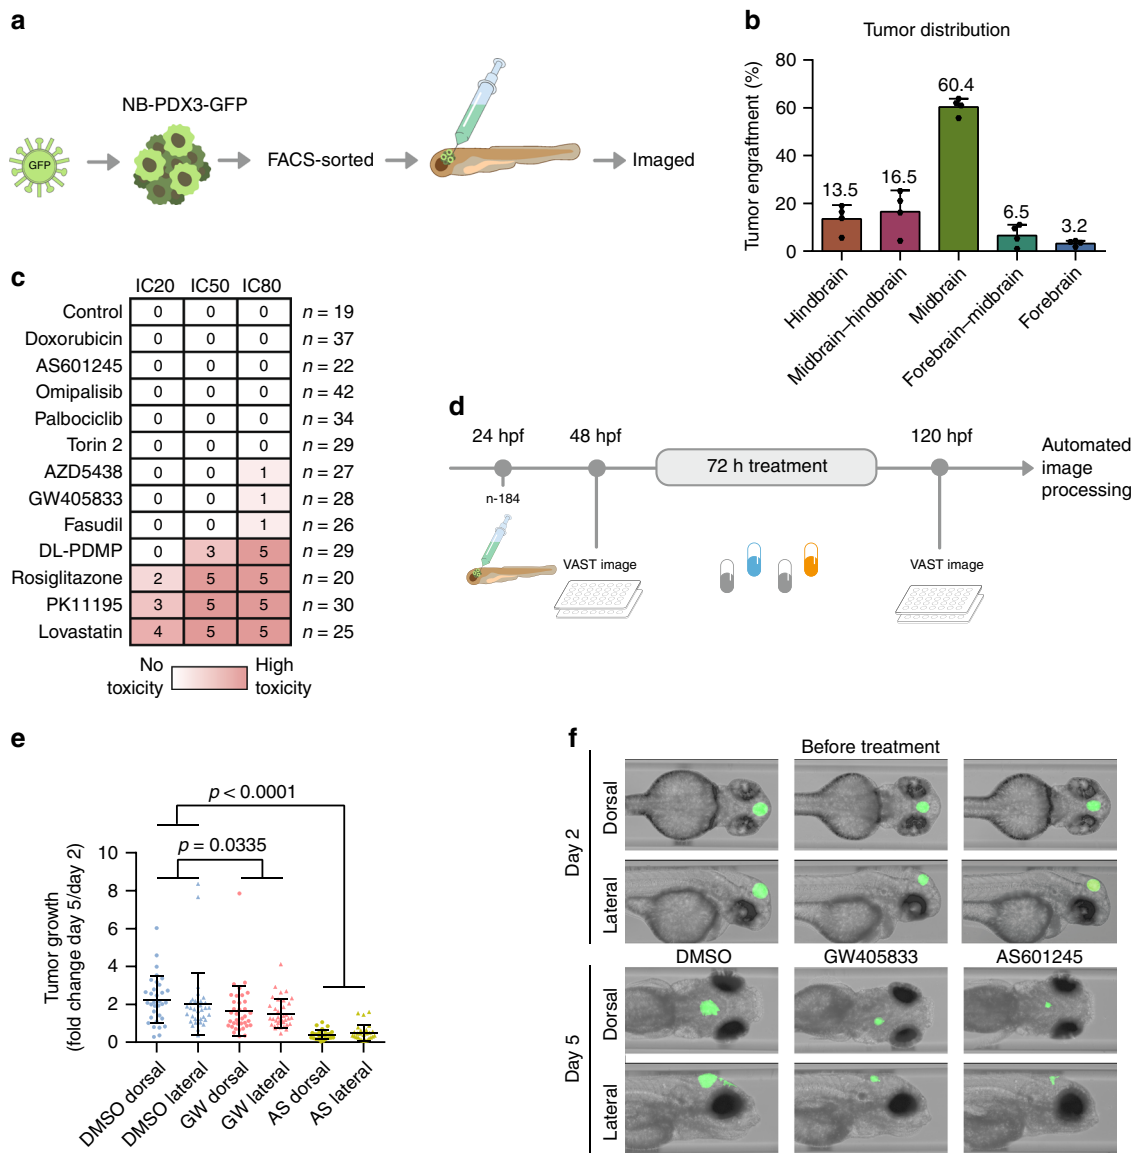 a
NB-PDX3-GFP
GFP
FACS-sorted
Imaged
b
Tumor distribution
Tumor engraftment (%)
80
60
40
20
0
13.5
16.5
60.4
6.5
3.2
Hindbrain
Midbrain–hindbrain
Midbrain
Forebrain–midbrain
Forebrain
c
IC20 IC50 IC80
Control 0 0 0 n = 19
Doxorubicin 0 0 0 n = 37
AS601245 0 0 0 n = 22
Omipalisib 0 0 0 n = 42
Palbociclib 0 0 0 n = 34
Torin 2 0 0 0 n = 29
AZD5438 0 0 1 n = 27
GW405833 0 0 1 n = 28
Fasudil 0 0 1 n = 26
DL-PDMP 0 3 5 n = 29
Rosiglitazone 2 5 5 n = 20
PK11195 3 5 5 n = 30
Lovastatin 4 5 5 n = 25
No
toxicity
High
toxicity
d
24 hpf
48 hpf
72 h treatment
120 hpf
Automated
image
processing
n-184
VAST image
VAST image
e
p < 0.0001
p = 0.0335
Tumor growth
(fold change day 5/day 2)
10
8
6
4
2
0
DMSO dorsal
DMSO lateral
GW dorsal
GW lateral
AS dorsal
AS lateral
f
Before treatment
Day 2
Dorsal
Lateral
DMSO GW405833 AS601245
Day 5
Dorsal
Lateral